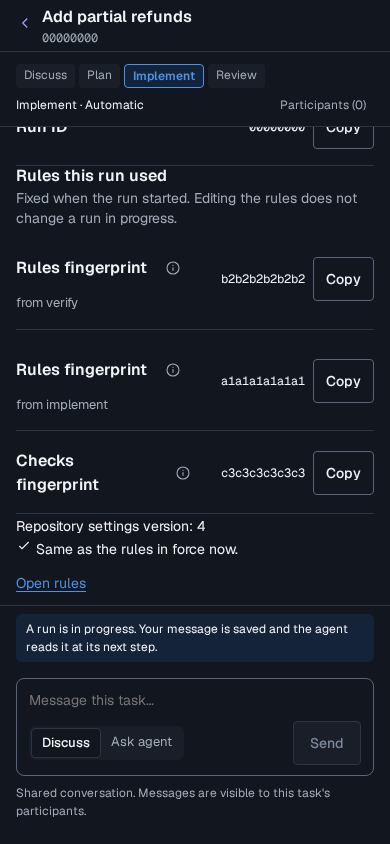 Add partial refunds
00000000
Discuss Plan Implement Review
Implement · Automatic Participants (0)
Run ID 00000000 Copy
Rules this run used
Fixed when the run started. Editing the rules does not
change a run in progress.
Rules fingerprint b2b2b2b2b2b2 Copy
from verify
Rules fingerprint a1a1a1a1a1a1 Copy
from implement
Checks
fingerprint c3c3c3c3c3c3 Copy
Repository settings version: 4
Same as the rules in force now.
Open rules
A run is in progress. Your message is saved and the agent
reads it at its next step.
Message this task...
Discuss Ask agent Send
Shared conversation. Messages are visible to this task's
participants.